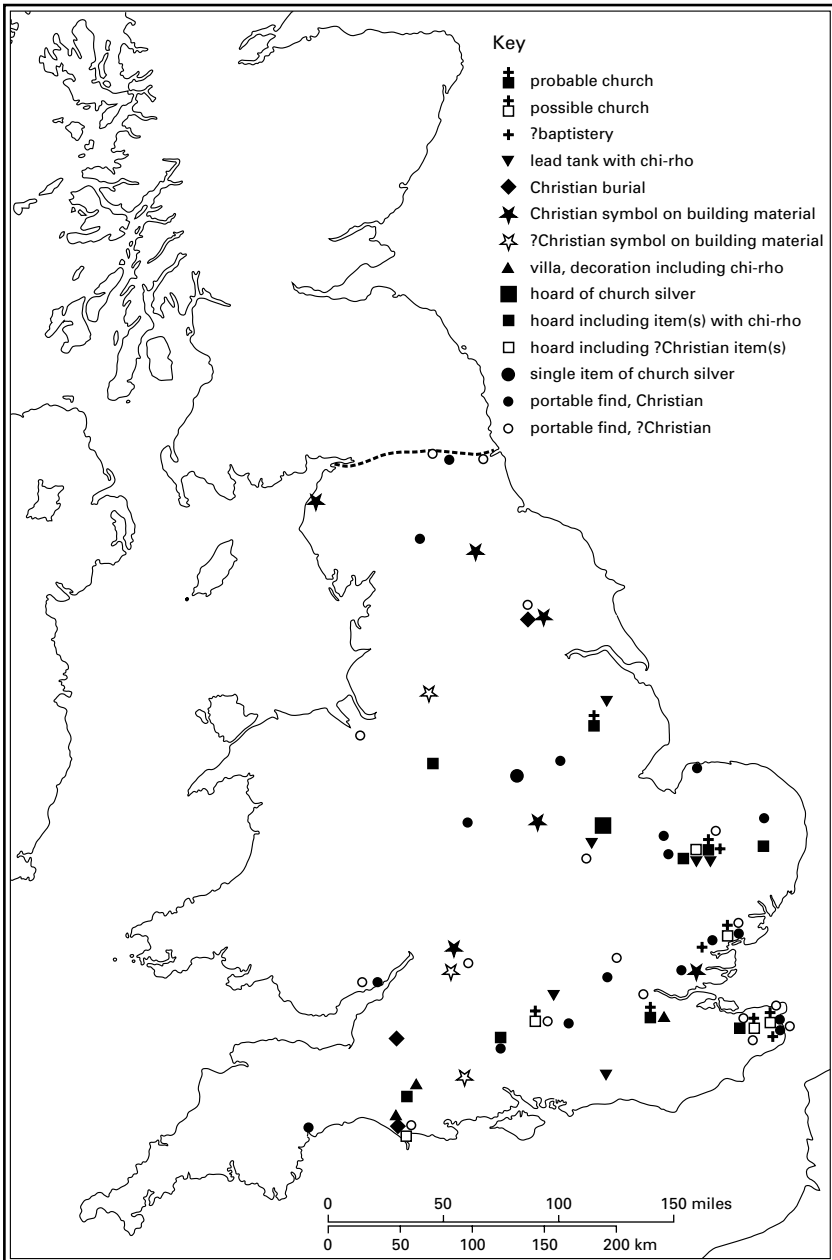 Key
probable church
possible church
?baptistery
lead tank with chi-rho
Christian burial
Christian symbol on building material
?Christian symbol on building material
villa, decoration including chi-rho
hoard of church silver
hoard including item(s) with chi-rho
hoard including ?Christian item(s)
single item of church silver
portable find, Christian
portable find, ?Christian
0 50 100 150 miles
0 50 100 150 200 km